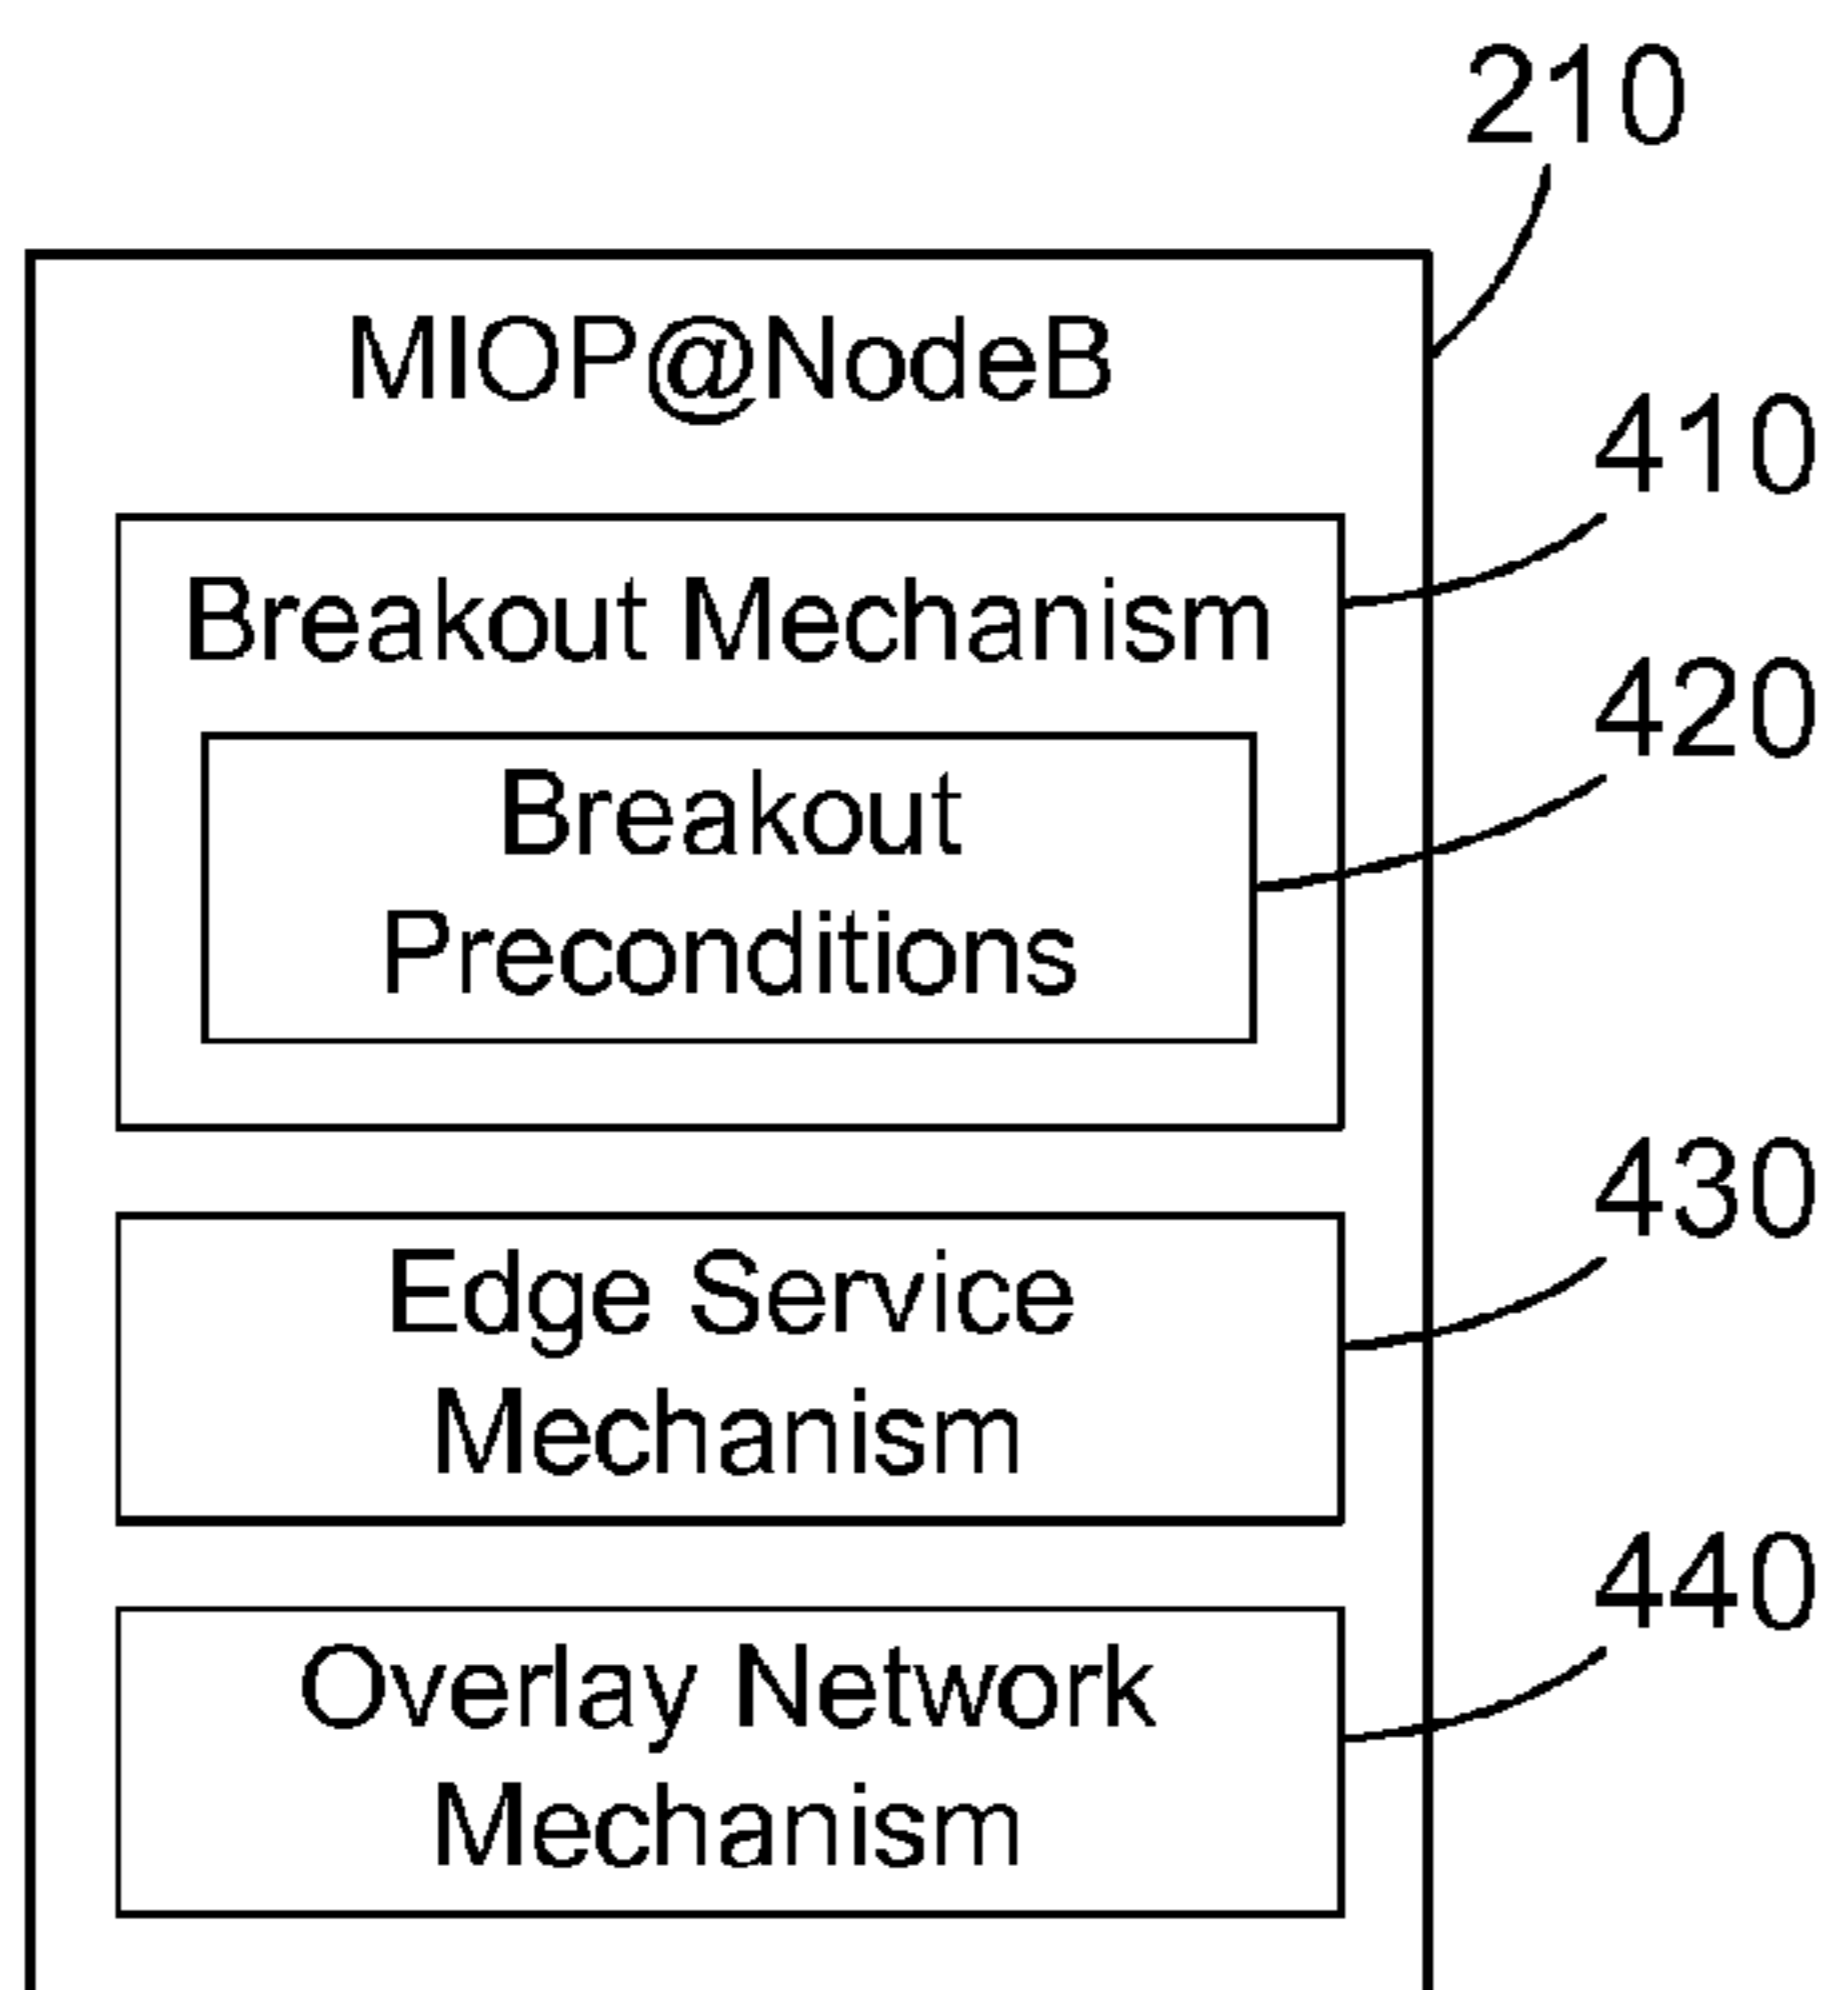 210
MIOP@NodeB
410
Breakout Mechanism
420
Breakout
Preconditions
430
Edge Service
Mechanism
440
Overlay Network
Mechanism